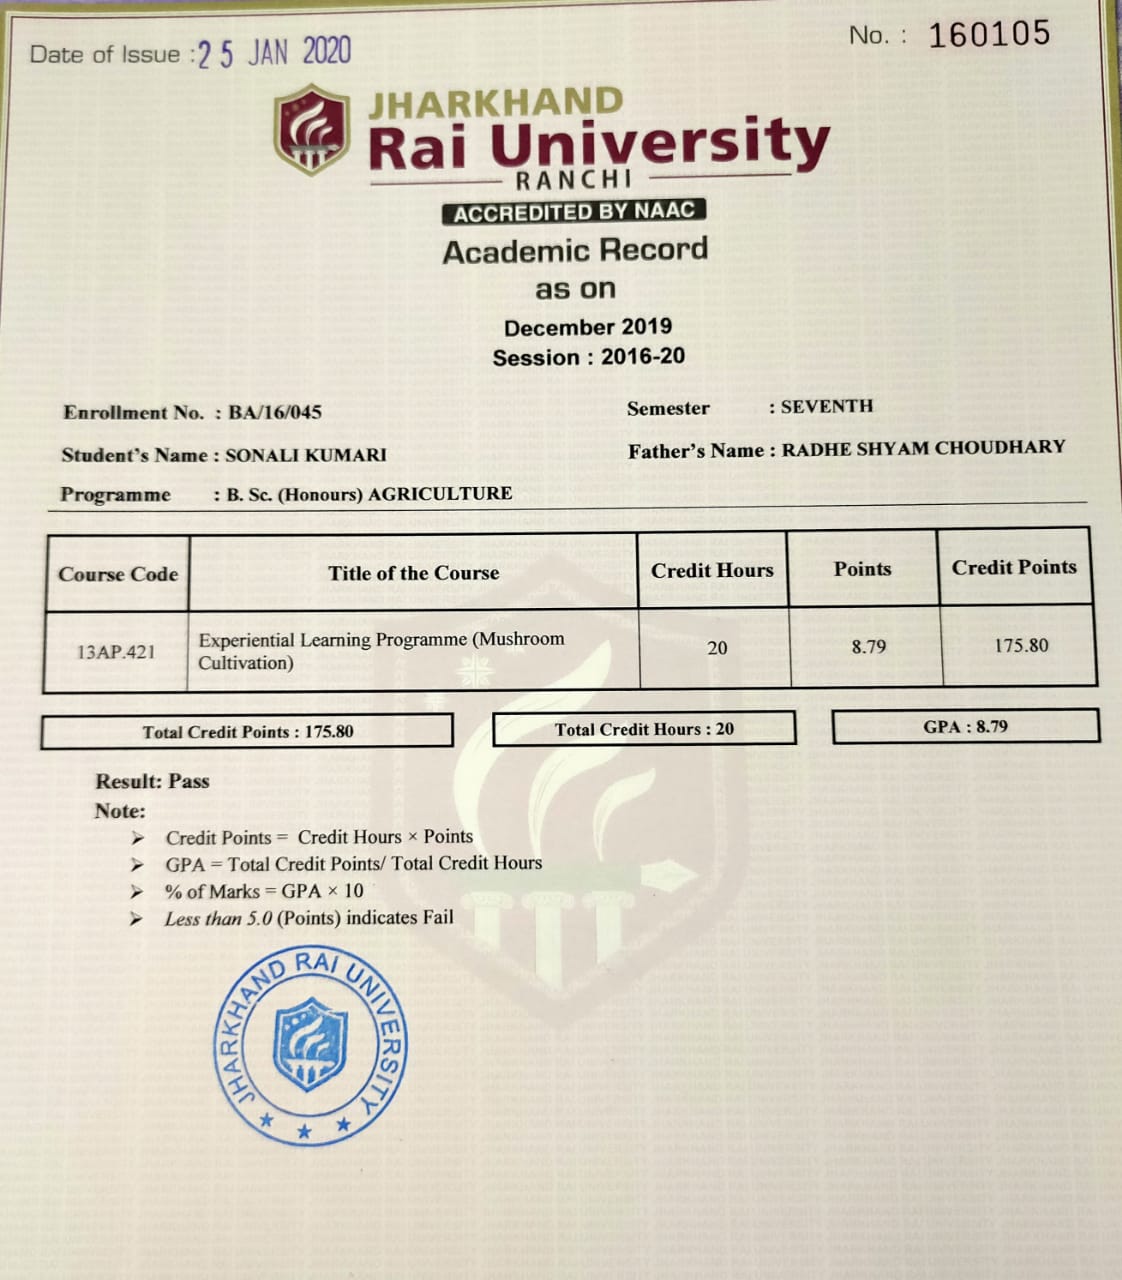 Date of Issue : 25 JAN 2020
No. : 160105
JHARKHAND
Rai University
RANCHI
ACCREDITED BY NAAC
Academic Record
as on
December 2019
Session : 2016-20
Enrollment No. : BA/16/045
Semester : SEVENTH
Student's Name : SONALI KUMARI
Father's Name : RADHE SHYAM CHOUDHARY
Programme : B. Sc. (Honours) AGRICULTURE
Course Code Title of the Course Credit Hours Points Credit Points
13AP.421 Experiential Learning Programme (Mushroom Cultivation) 20 8.79 175.80
Total Credit Points : 175.80 Total Credit Hours : 20 GPA : 8.79
Result: Pass
Note:
➢ Credit Points = Credit Hours × Points
➢ GPA = Total Credit Points/ Total Credit Hours
➢ % of Marks = GPA × 10
➢ Less than 5.0 (Points) indicates Fail
JHARKHAND RAI UNIVERSITY